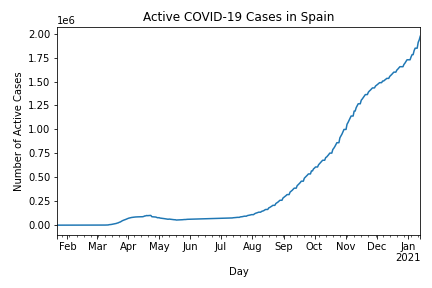 Active COVID-19 Cases in Spain
1e6
2.00
1.75
1.50
1.25
1.00
0.75
0.50
0.25
0.00
Number of Active Cases
Feb Mar Apr May Jun Jul Aug Sep Oct Nov Dec Jan
2021
Day